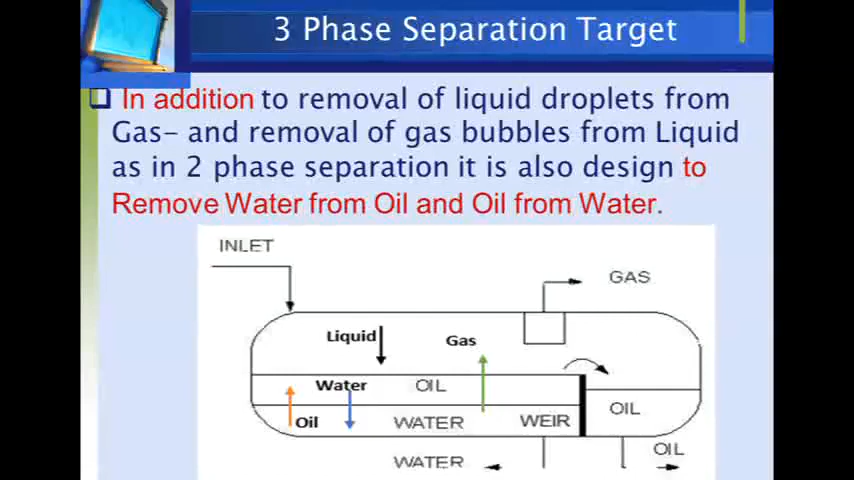 3 Phase Separation Target
In addition to removal of liquid droplets from
Gas- and removal of gas bubbles from Liquid
as in 2 phase separation it is also design to
Remove Water from Oil and Oil from Water.
INLET
GAS
Liquid
Gas
Water
OIL
OIL
Oil
WATER
WEIR
OIL
WATER